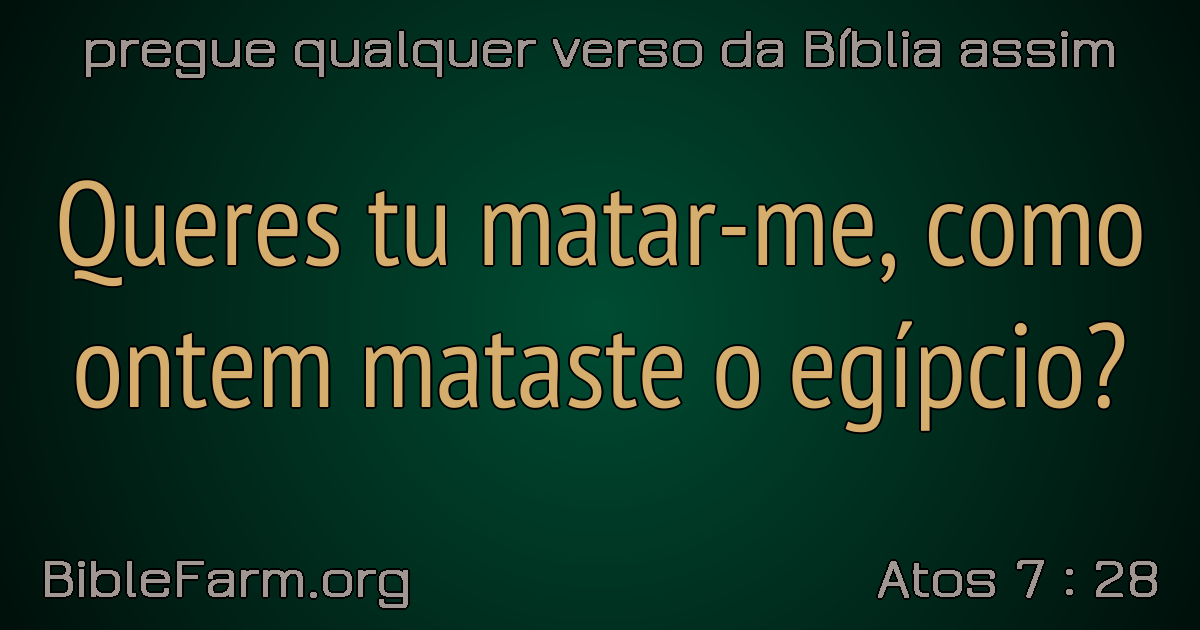 pregue qualquer verso da Bíblia assim
Queres tu matar-me, como
ontem mataste o egípcio?
BibleFarm.org
Atos 7 : 28